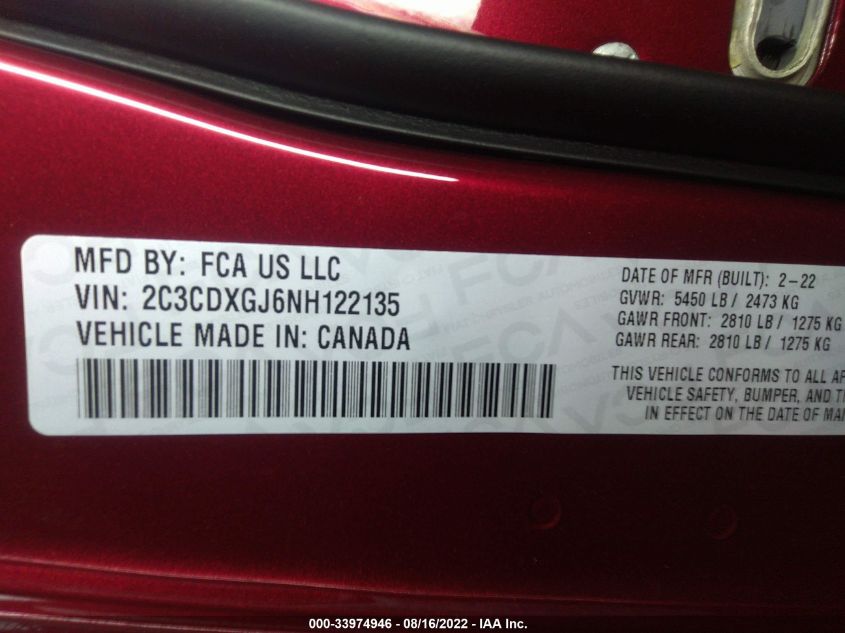 MFD BY: FCA US LLC
VIN: 2C3CDXGJ6NH122135
VEHICLE MADE IN: CANADA
DATE OF MFR (BUILT): 2-22
GVWR: 5450 LB / 2473 KG
GAWR FRONT: 2810 LB / 1275 KG
GAWR REAR: 2810 LB / 1275 KG
THIS VEHICLE CONFORMS TO ALL
VEHICLE SAFETY, BUMPER, AND
IN EFFECT ON THE DATE OF
000-33974946 - 08/16/2022 - IAA Inc.